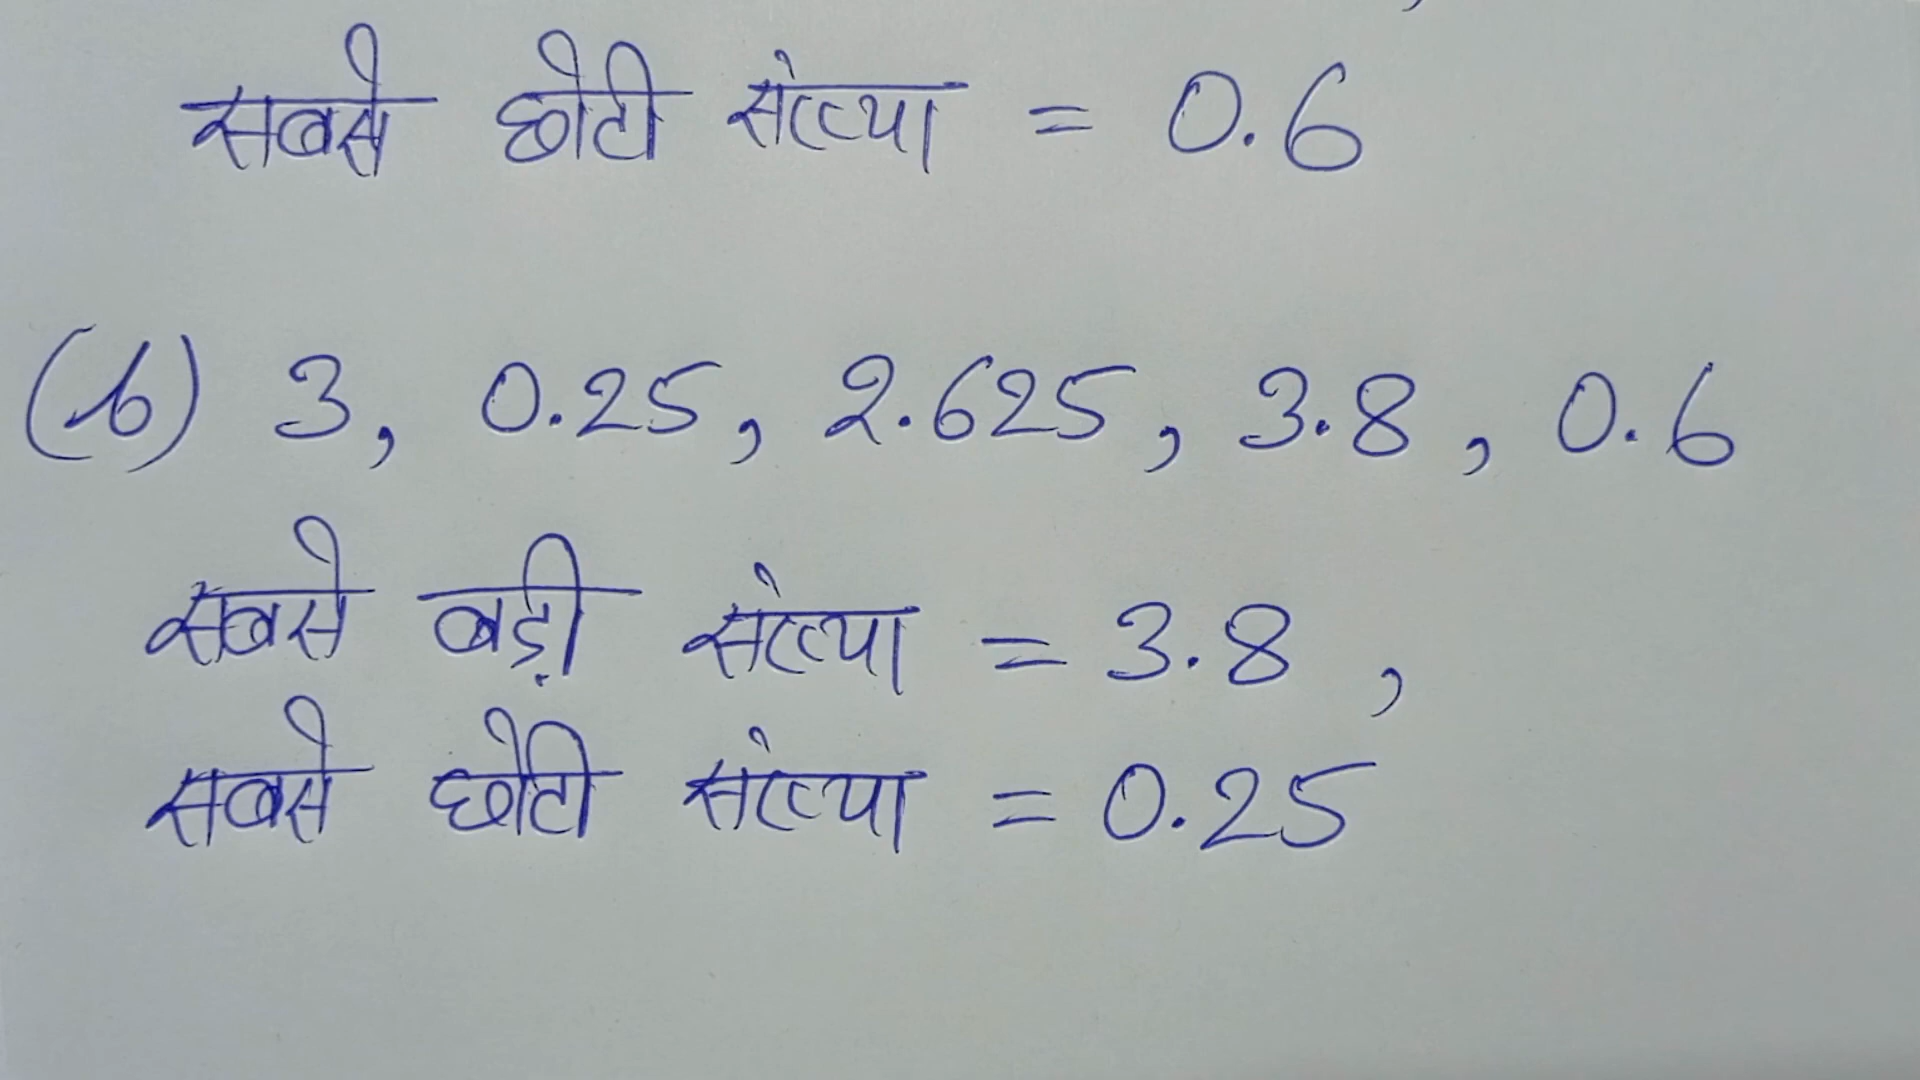 सबसे छोटी संख्या = 0.6
(b) 3, 0.25, 2.625, 3.8, 0.6
सबसे बड़ी संख्या = 3.8,
सबसे छोटी संख्या = 0.25